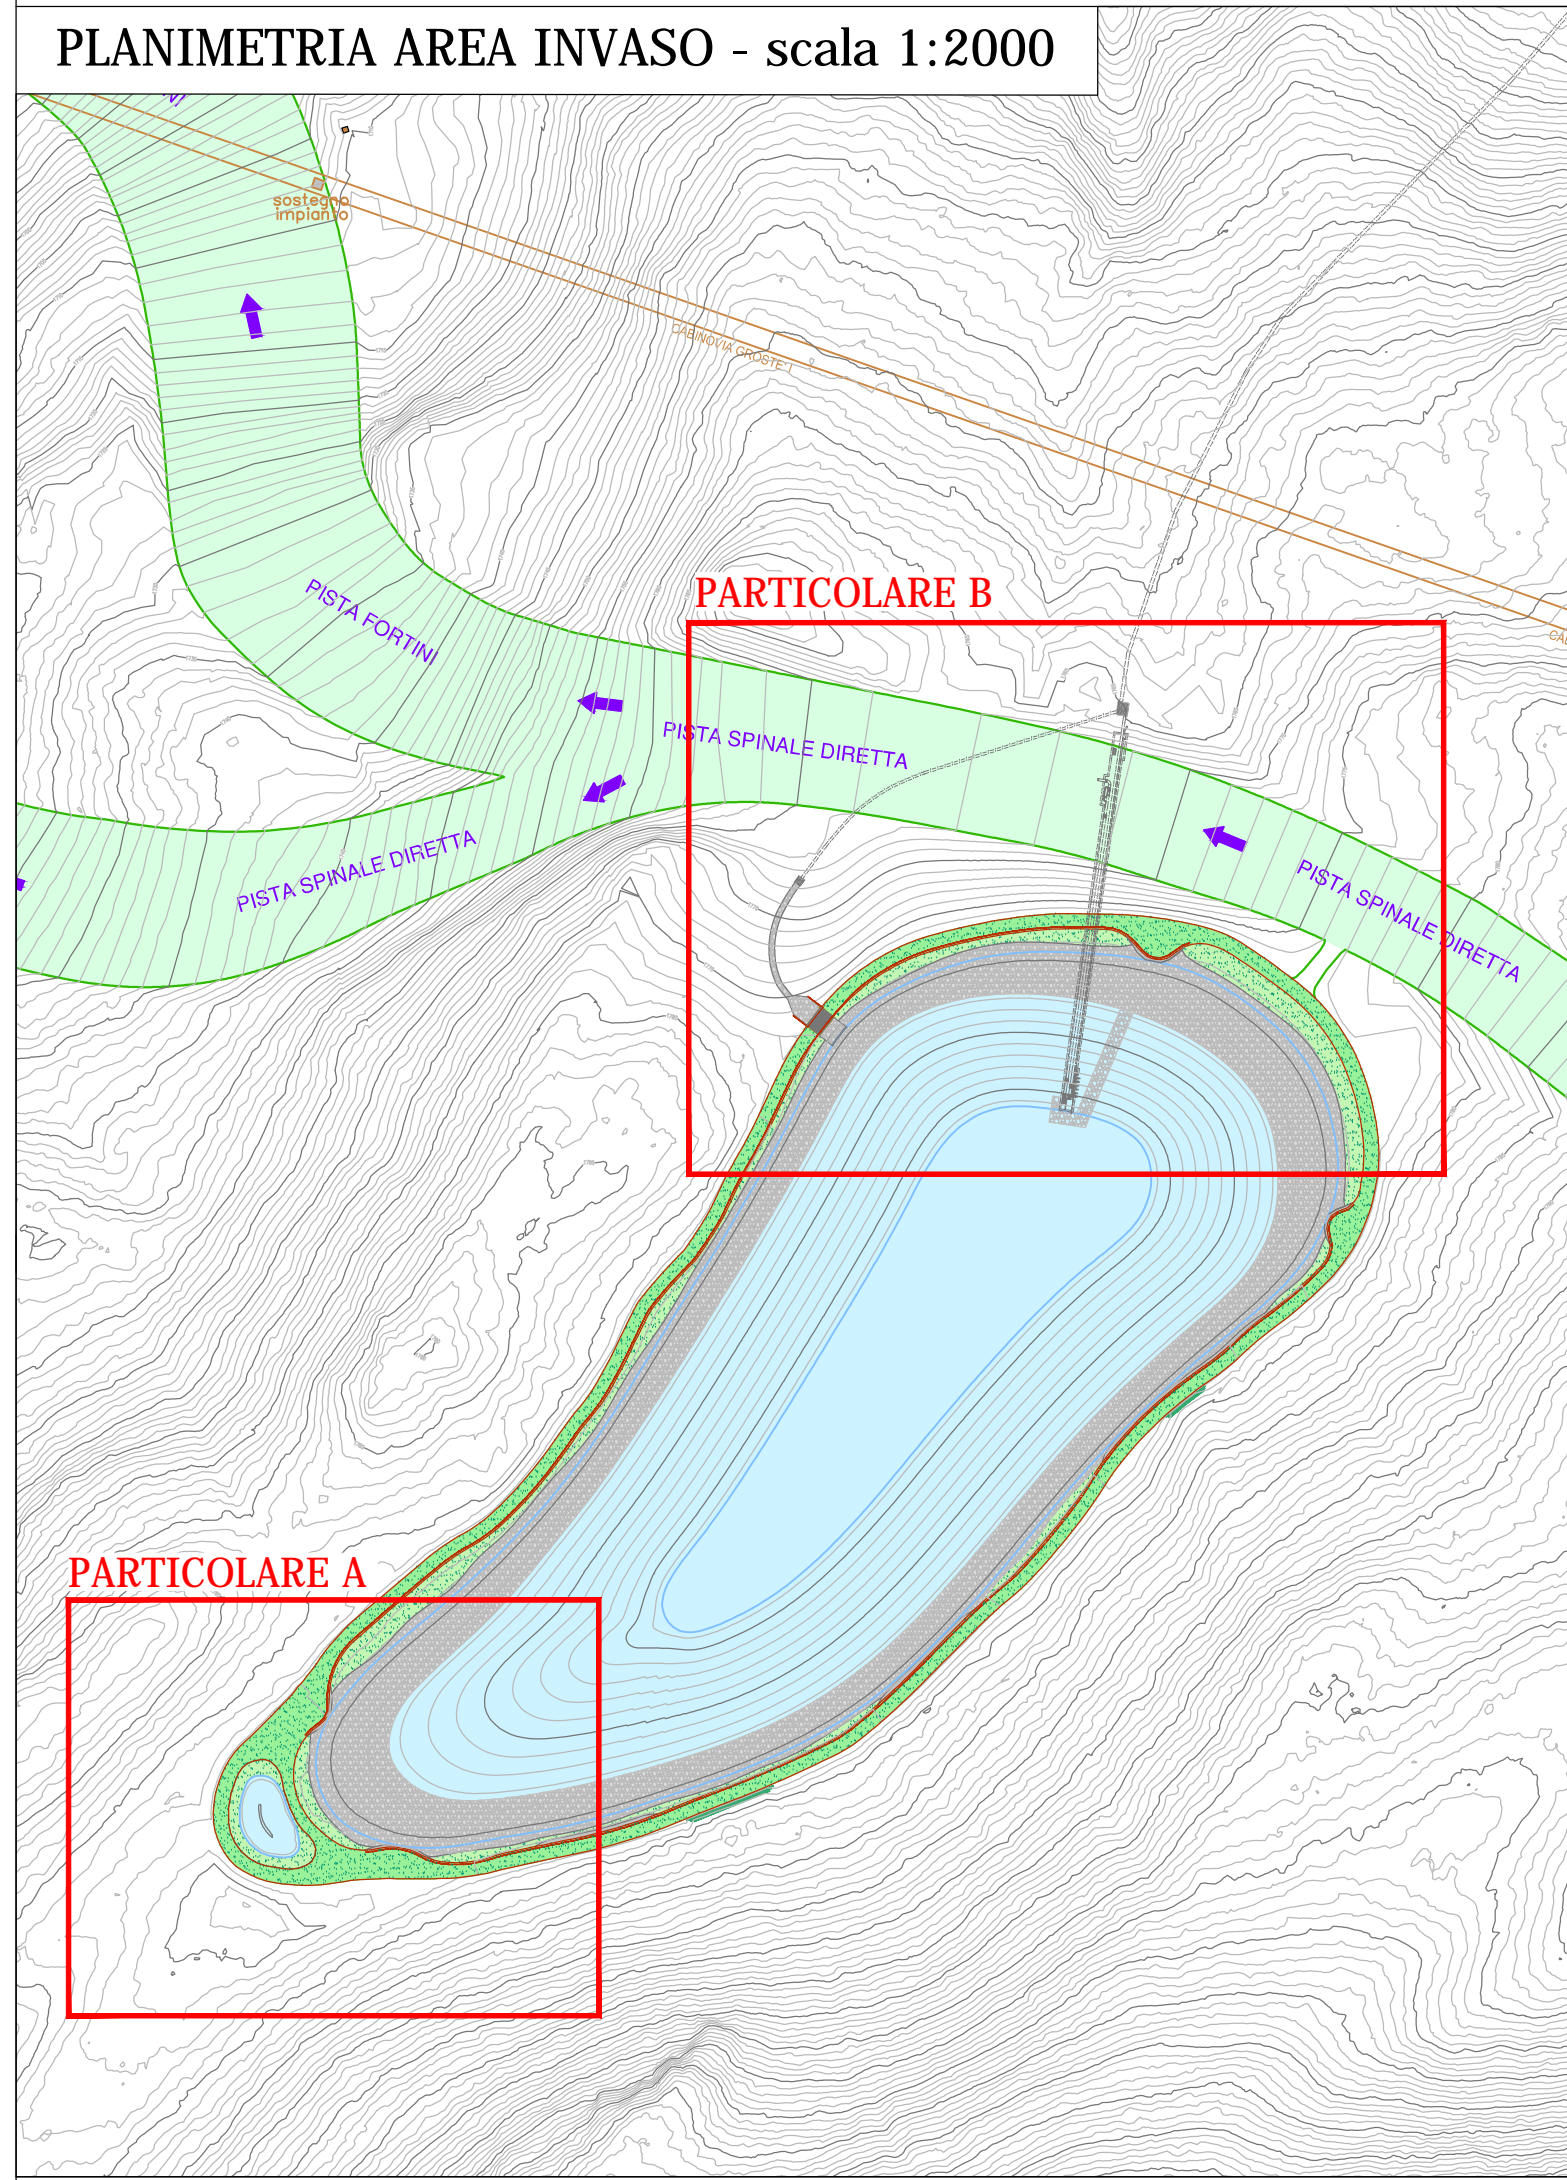 PLANIMETRIA AREA INVASO - scala 1:2000
sostegno
impianto
CABINOVIA GROSTE' I
PARTICOLARE B
PISTA FORTINI
PISTA SPINALE DIRETTA
PISTA SPINALE DIRETTA
PISTA SPINALE DIRETTA
PARTICOLARE A